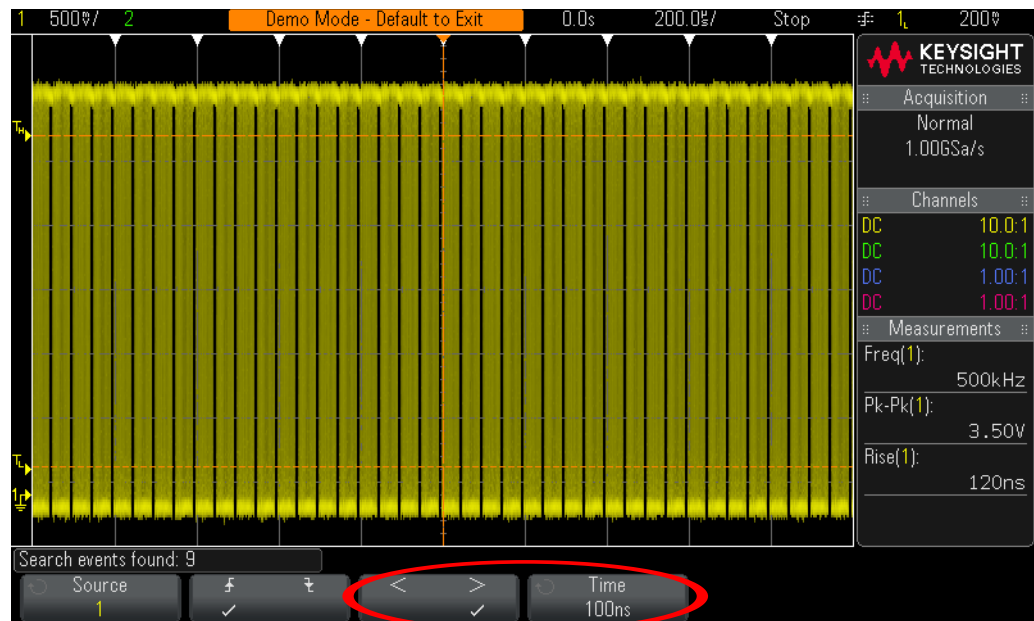 1 500mV/ 2 Demo Mode - Default to Exit 0.0s 200.0µs/ Stop 1 L 200mV
KEYSIGHT
TECHNOLOGIES
Acquisition
Normal
1.00GSa/s
Channels
DC 10.0:1
DC 10.0:1
DC 1.00:1
DC 1.00:1
Measurements
Freq(1):
500kHz
Pk-Pk(1):
3.50V
Rise(1):
120ns
TH
TL
1
Search events found: 9
Source < > Time
1 ✓ ✓ 100ns